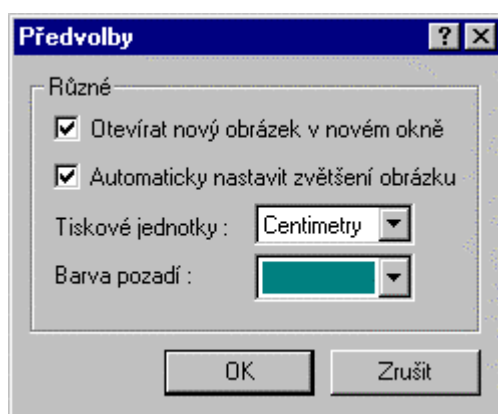 Předvolby
Různé
Otevírat nový obrázek v novém okně
Automaticky nastavit zvětšení obrázku
Tiskové jednotky : Centimetry
Barva pozadí :
OK Zrušit